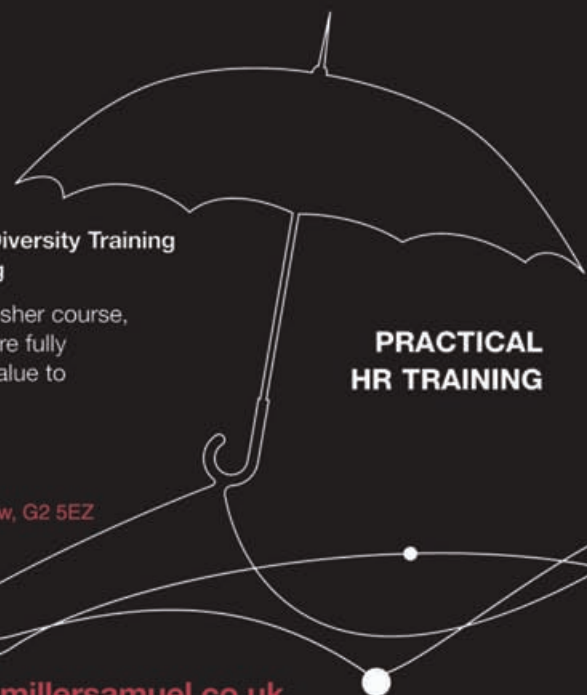 Diversity Training
g
sher course,
re fully
alue to
PRACTICAL
HR TRAINING
w, G2 5EZ
millersamuel.co.uk